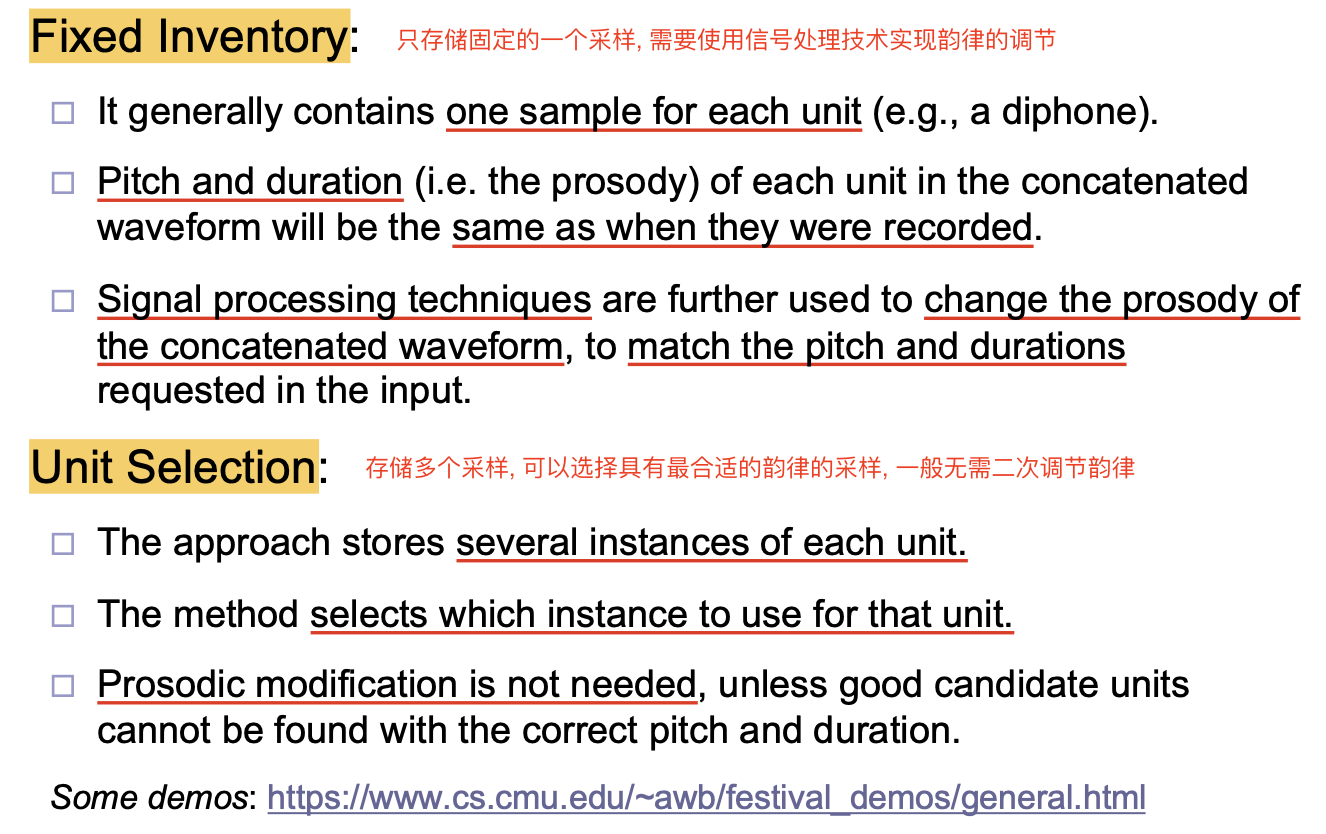 Fixed Inventory: 只存储固定的一个采样, 需要使用信号处理技术实现韵律的调节
It generally contains one sample for each unit (e.g., a diphone).
Pitch and duration (i.e. the prosody) of each unit in the concatenated
waveform will be the same as when they were recorded.
Signal processing techniques are further used to change the prosody of
the concatenated waveform, to match the pitch and durations
requested in the input.
Unit Selection: 存储多个采样, 可以选择具有最合适的韵律的采样, 一般无需二次调节韵律
The approach stores several instances of each unit.
The method selects which instance to use for that unit.
Prosodic modification is not needed, unless good candidate units
cannot be found with the correct pitch and duration.
Some demos: https://www.cs.cmu.edu/~awb/festival_demos/general.html